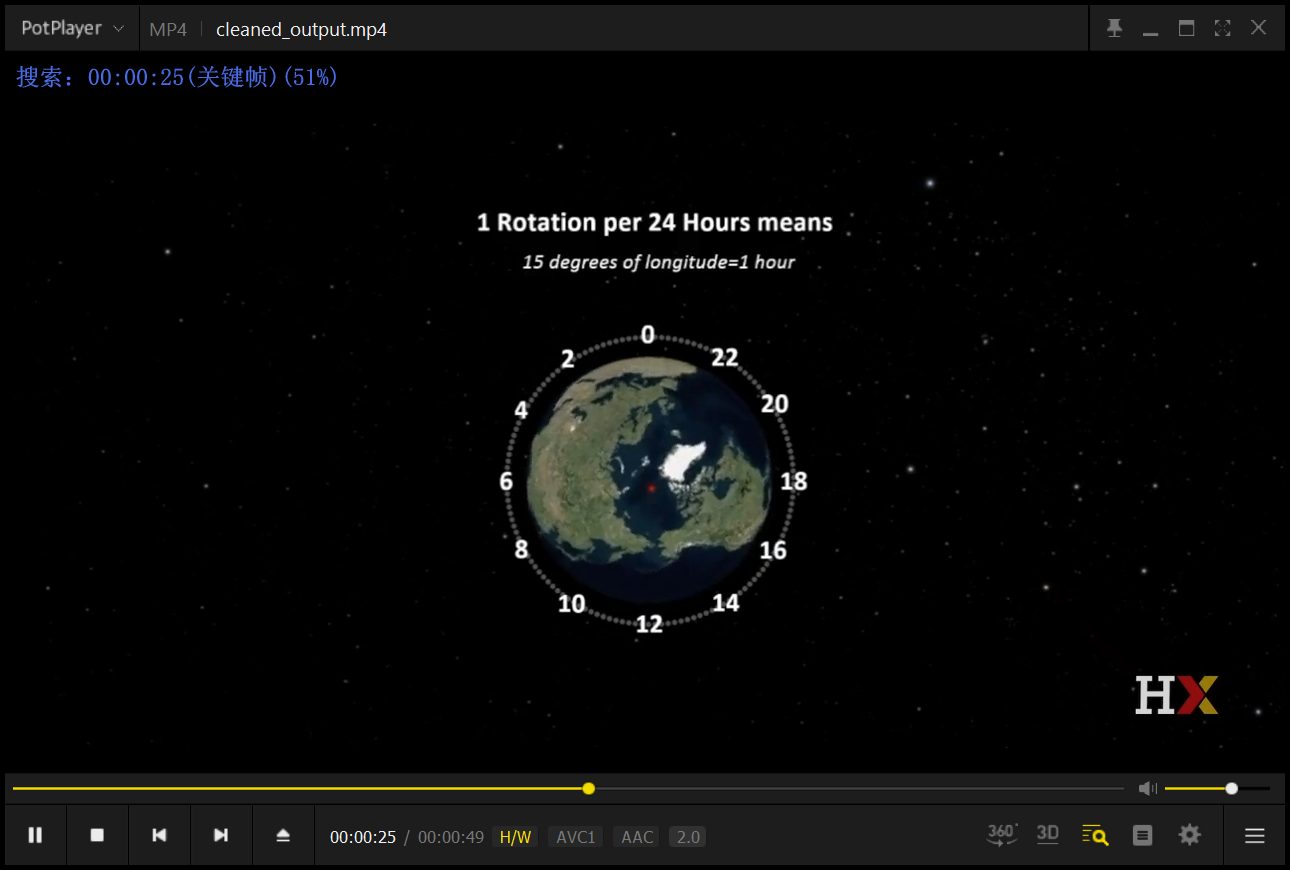 PotPlayer MP4 cleaned_output.mp4
搜索: 00:00:25(关键帧)(51%)
1 Rotation per 24 Hours means
15 degrees of longitude=1 hour
0
2 22
4 20
6 18
8 16
10 14
12
HX
00:00:25 / 00:00:49 H/W AVC1 AAC 2.0 360° 3D